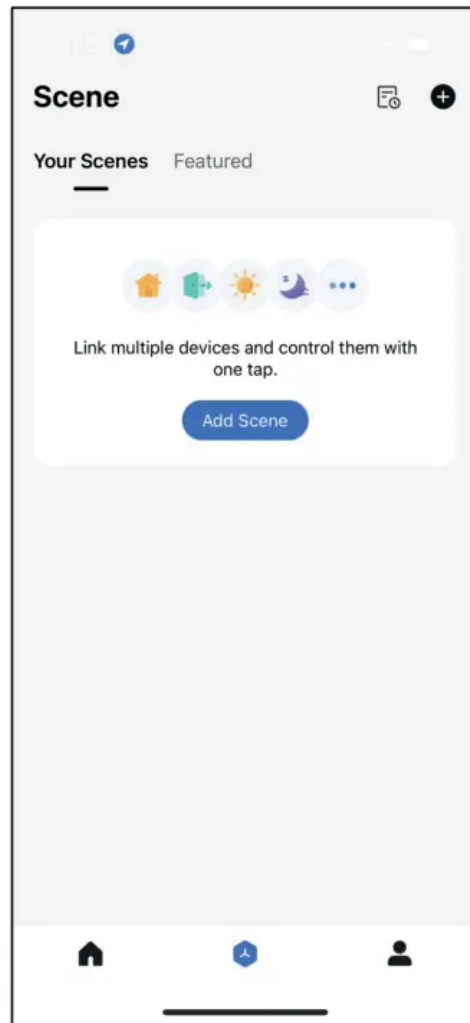 Scene
Your Scenes Featured
Link multiple devices and control them with
one tap.
Add Scene